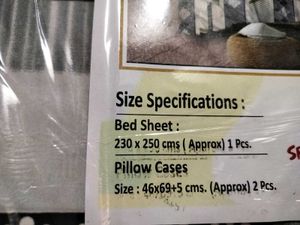 Size Specifications :
Bed Sheet :
230 x 250 cms ( Approx) 1 Pcs.
Pillow Cases
Size : 46x69+5 cms. (Approx) 2 Pcs.